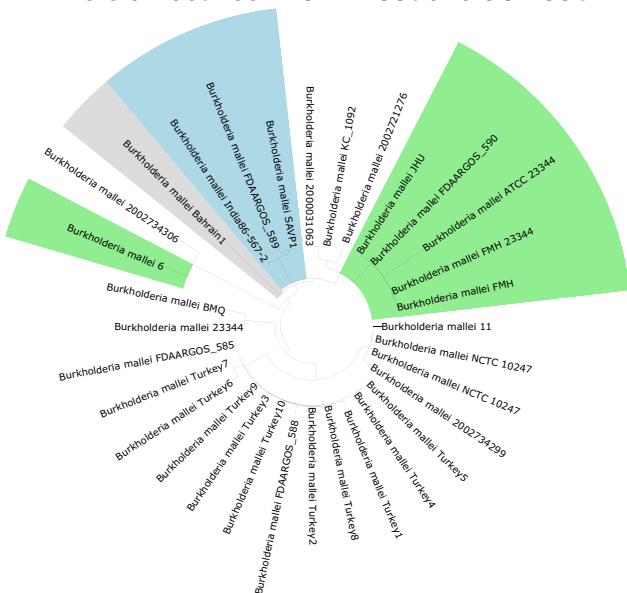 Burkholderia mallei SAVP1
Burkholderia mallei FDAARGOS_589
Burkholderia mallei India86-567-2
Burkholderia mallei Bahrain1
Burkholderia mallei 2002734306
Burkholderia mallei 6
Burkholderia mallei BMQ
Burkholderia mallei 23344
Burkholderia mallei FDAARGOS_585
Burkholderia mallei Turkey7
Burkholderia mallei Turkey6
Burkholderia mallei Turkey9
Burkholderia mallei Turkey3
Burkholderia mallei Turkey10
Burkholderia mallei FDAARGOS_588
Burkholderia mallei Turkey2
Burkholderia mallei Turkey8
Burkholderia mallei Turkey1
Burkholderia mallei Turkey4
Burkholderia mallei Turkey5
Burkholderia mallei 2002734299
Burkholderia mallei NCTC 10247
Burkholderia mallei NCTC 10247
Burkholderia mallei 11
Burkholderia mallei FMH
Burkholderia mallei FMH 23344
Burkholderia mallei ATCC 23344
Burkholderia mallei FDAARGOS_590
Burkholderia mallei JHU
Burkholderia mallei 2002721276
Burkholderia mallei KC_1092
Burkholderia mallei 2000031063